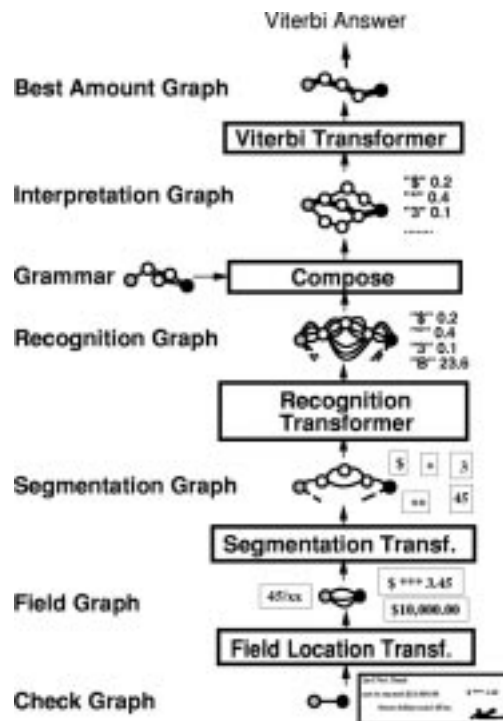 Viterbi Answer
Best Amount Graph
Viterbi Transformer
Interpretation Graph
"$" 0.2
"*" 0.4
"3" 0.1
......
Grammar
Compose
Recognition Graph
"$" 0.2
"*" 0.4
"3" 0.1
"B" 23.6
Recognition
Transformer
Segmentation Graph
$ * 3
** 45
Segmentation Transf.
Field Graph
45/xx
$ *** 3.45
$10,000.00
Field Location Transf.
Check Graph